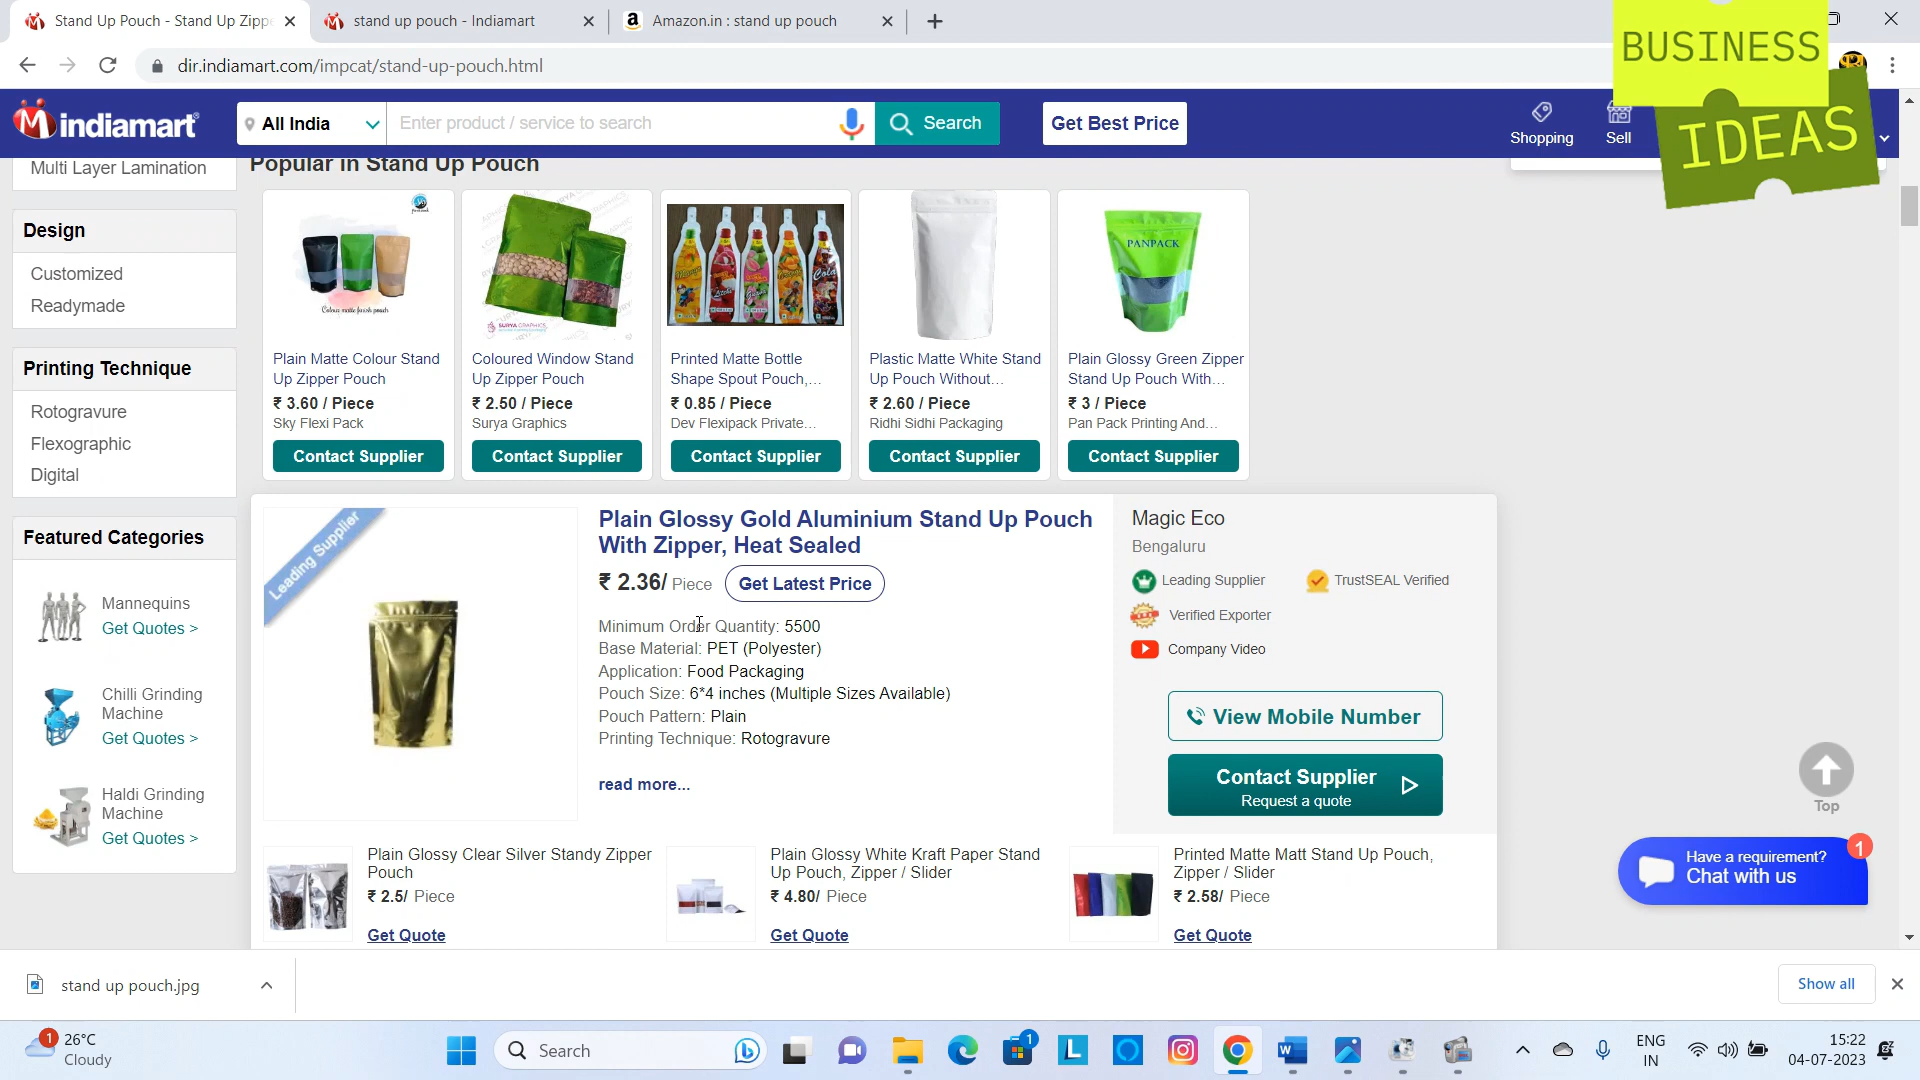 Stand Up Pouch - Stand Up Zippe
stand up pouch - Indiamart
Amazon.in : stand up pouch
dir.indiamart.com/impcat/stand-up-pouch.html
BUSINESS
IDEAS
indiamart
All India
Enter product / service to search
Search
Get Best Price
Shopping
Sell
Multi Layer Lamination
Design
Customized
Readymade
Printing Technique
Rotogravure
Flexographic
Digital
Featured Categories
Mannequins
Get Quotes >
Chilli Grinding
Machine
Get Quotes >
Haldi Grinding
Machine
Get Quotes >
Popular in Stand Up Pouch
Colour matte finish pouch
Plain Matte Colour Stand
Up Zipper Pouch
₹ 3.60 / Piece
Sky Flexi Pack
Contact Supplier
SURYA GRAPHICS
Coloured Window Stand
Up Zipper Pouch
₹ 2.50 / Piece
Surya Graphics
Contact Supplier
Mango
Litchi
Guava
Cola
Printed Matte Bottle
Shape Spout Pouch,...
₹ 0.85 / Piece
Dev Flexipack Private...
Contact Supplier
Plastic Matte White Stand
Up Pouch Without...
₹ 2.60 / Piece
Ridhi Sidhi Packaging
Contact Supplier
PANPACK
Plain Glossy Green Zipper
Stand Up Pouch With...
₹ 3 / Piece
Pan Pack Printing And...
Contact Supplier
Leading Supplier
Plain Glossy Gold Aluminium Stand Up Pouch
With Zipper, Heat Sealed
₹ 2.36/ Piece
Get Latest Price
Minimum Order Quantity: 5500
Base Material: PET (Polyester)
Application: Food Packaging
Pouch Size: 6*4 inches (Multiple Sizes Available)
Pouch Pattern: Plain
Printing Technique: Rotogravure
read more...
Magic Eco
Bengaluru
Leading Supplier
TrustSEAL Verified
Verified Exporter
Company Video
View Mobile Number
Contact Supplier
Request a quote
Plain Glossy Clear Silver Standy Zipper
Pouch
₹ 2.5/ Piece
Get Quote
Plain Glossy White Kraft Paper Stand
Up Pouch, Zipper / Slider
₹ 4.80/ Piece
Get Quote
Printed Matte Matt Stand Up Pouch,
Zipper / Slider
₹ 2.58/ Piece
Get Quote
Top
Have a requirement?
Chat with us
1
stand up pouch.jpg
Show all
1
26°C
Cloudy
Search
1
ENG
IN
15:22
04-07-2023